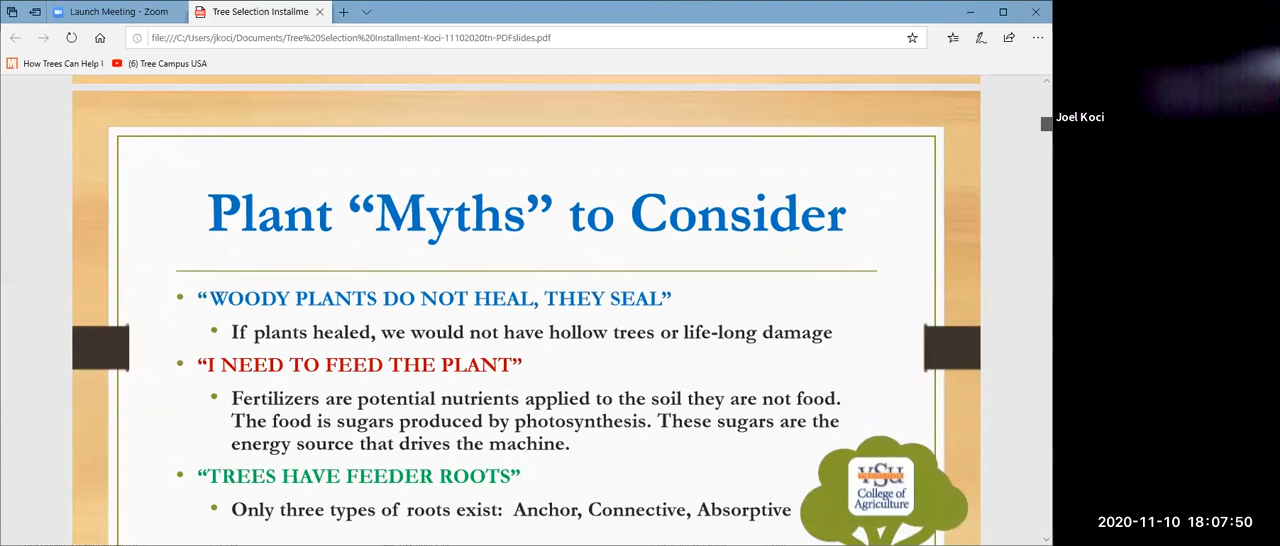 Launch Meeting - Zoom
Tree Selection Installme
file:///C:/Users/jkoci/Documents/Tree%20Selection%20Installment-Koci-11102020tn-PDFslides.pdf
How Trees Can Help U
(6) Tree Campus USA
Joel Koci
Plant “Myths” to Consider
“WOODY PLANTS DO NOT HEAL, THEY SEAL”
If plants healed, we would not have hollow trees or life-long damage
“I NEED TO FEED THE PLANT”
Fertilizers are potential nutrients applied to the soil they are not food.
The food is sugars produced by photosynthesis. These sugars are the
energy source that drives the machine.
“TREES HAVE FEEDER ROOTS”
Only three types of roots exist: Anchor, Connective, Absorptive
VSU
College of
Agriculture
2020-11-10 18:07:50